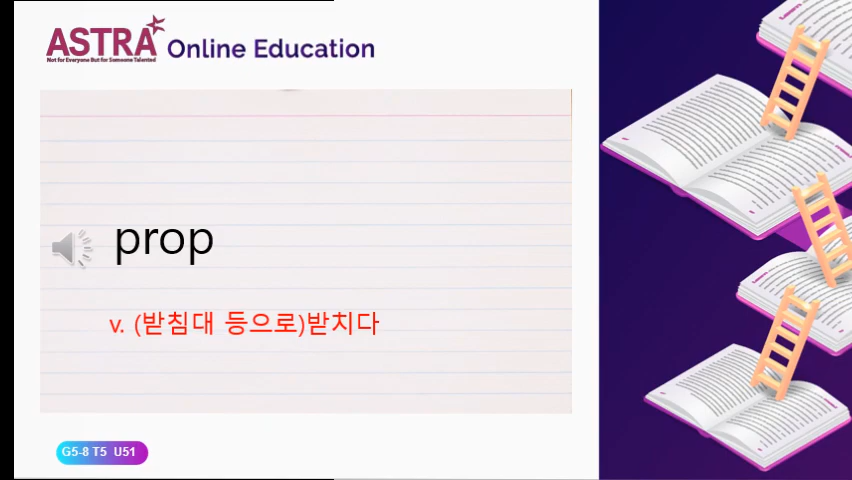 ASTRA Online Education
Not for Everyone But for Someone Talented
prop
v. (받침대 등으로)받치다
G5-8 T5 U51